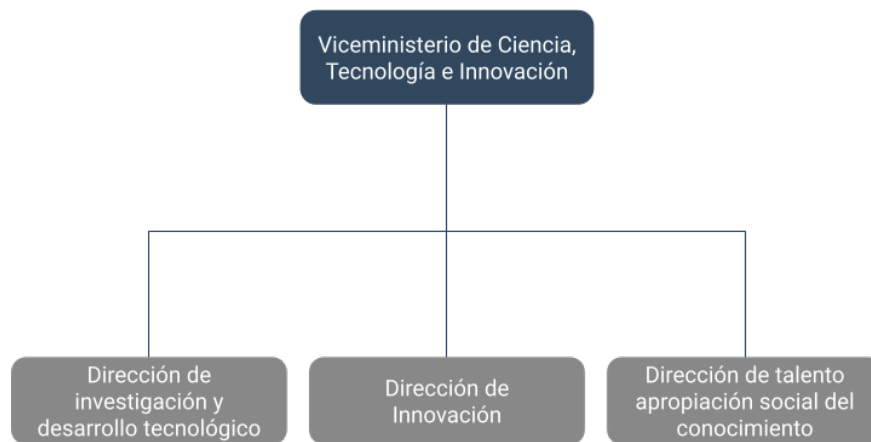 Viceministerio de Ciencia,
Tecnología e Innovación
Dirección de
investigación y
desarrollo tecnológico
Dirección de
Innovación
Dirección de talento
apropiación social del
conocimiento